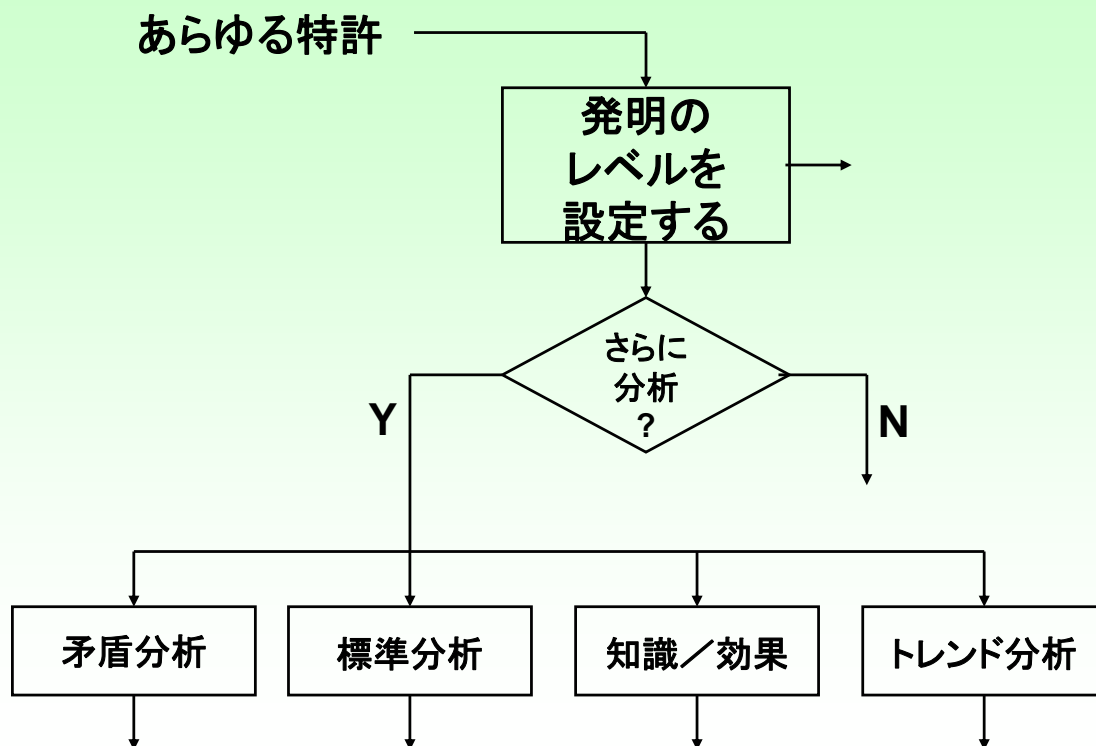 あらゆる特許
発明の
レベルを
設定する
さらに
分析
?
Y
N
矛盾分析
標準分析
知識／効果
トレンド分析